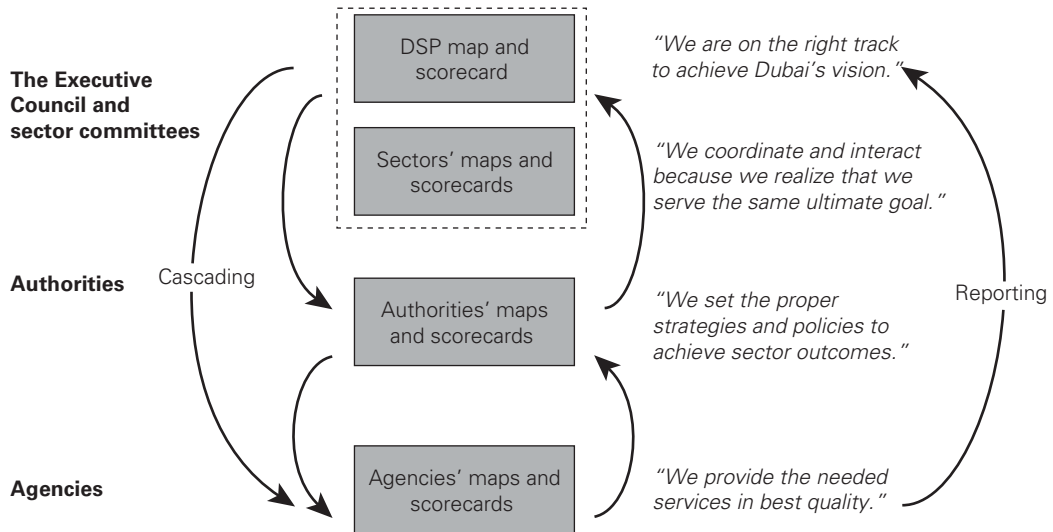 DSP map and
scorecard
"We are on the right track
to achieve Dubai's vision."
The Executive
Council and
sector committees
Sectors' maps and
scorecards
"We coordinate and interact
because we realize that we
serve the same ultimate goal."
Authorities
Cascading
Authorities' maps
and scorecards
"We set the proper
strategies and policies to
achieve sector outcomes."
Reporting
Agencies
Agencies' maps and
scorecards
"We provide the needed
services in best quality."